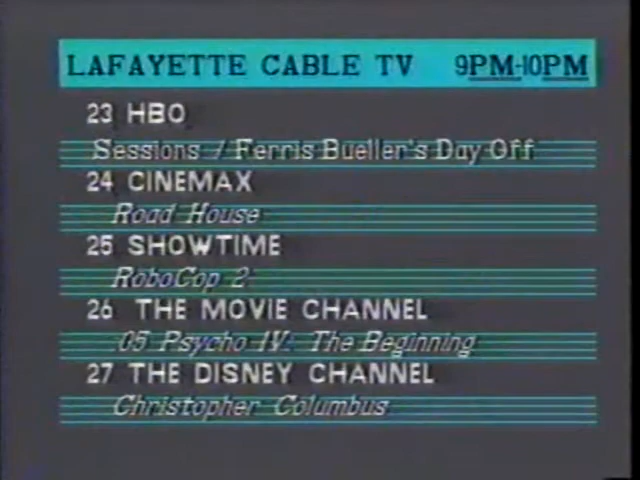 LAFAYETTE CABLE TV 9PM-10PM
23 HBO
Sessions / Ferris Bueller's Day Off
24 CINEMAX
Road House
25 SHOWTIME
RoboCop 2
26 THE MOVIE CHANNEL
:05 Psycho IV: The Beginning
27 THE DISNEY CHANNEL
Christopher Columbus